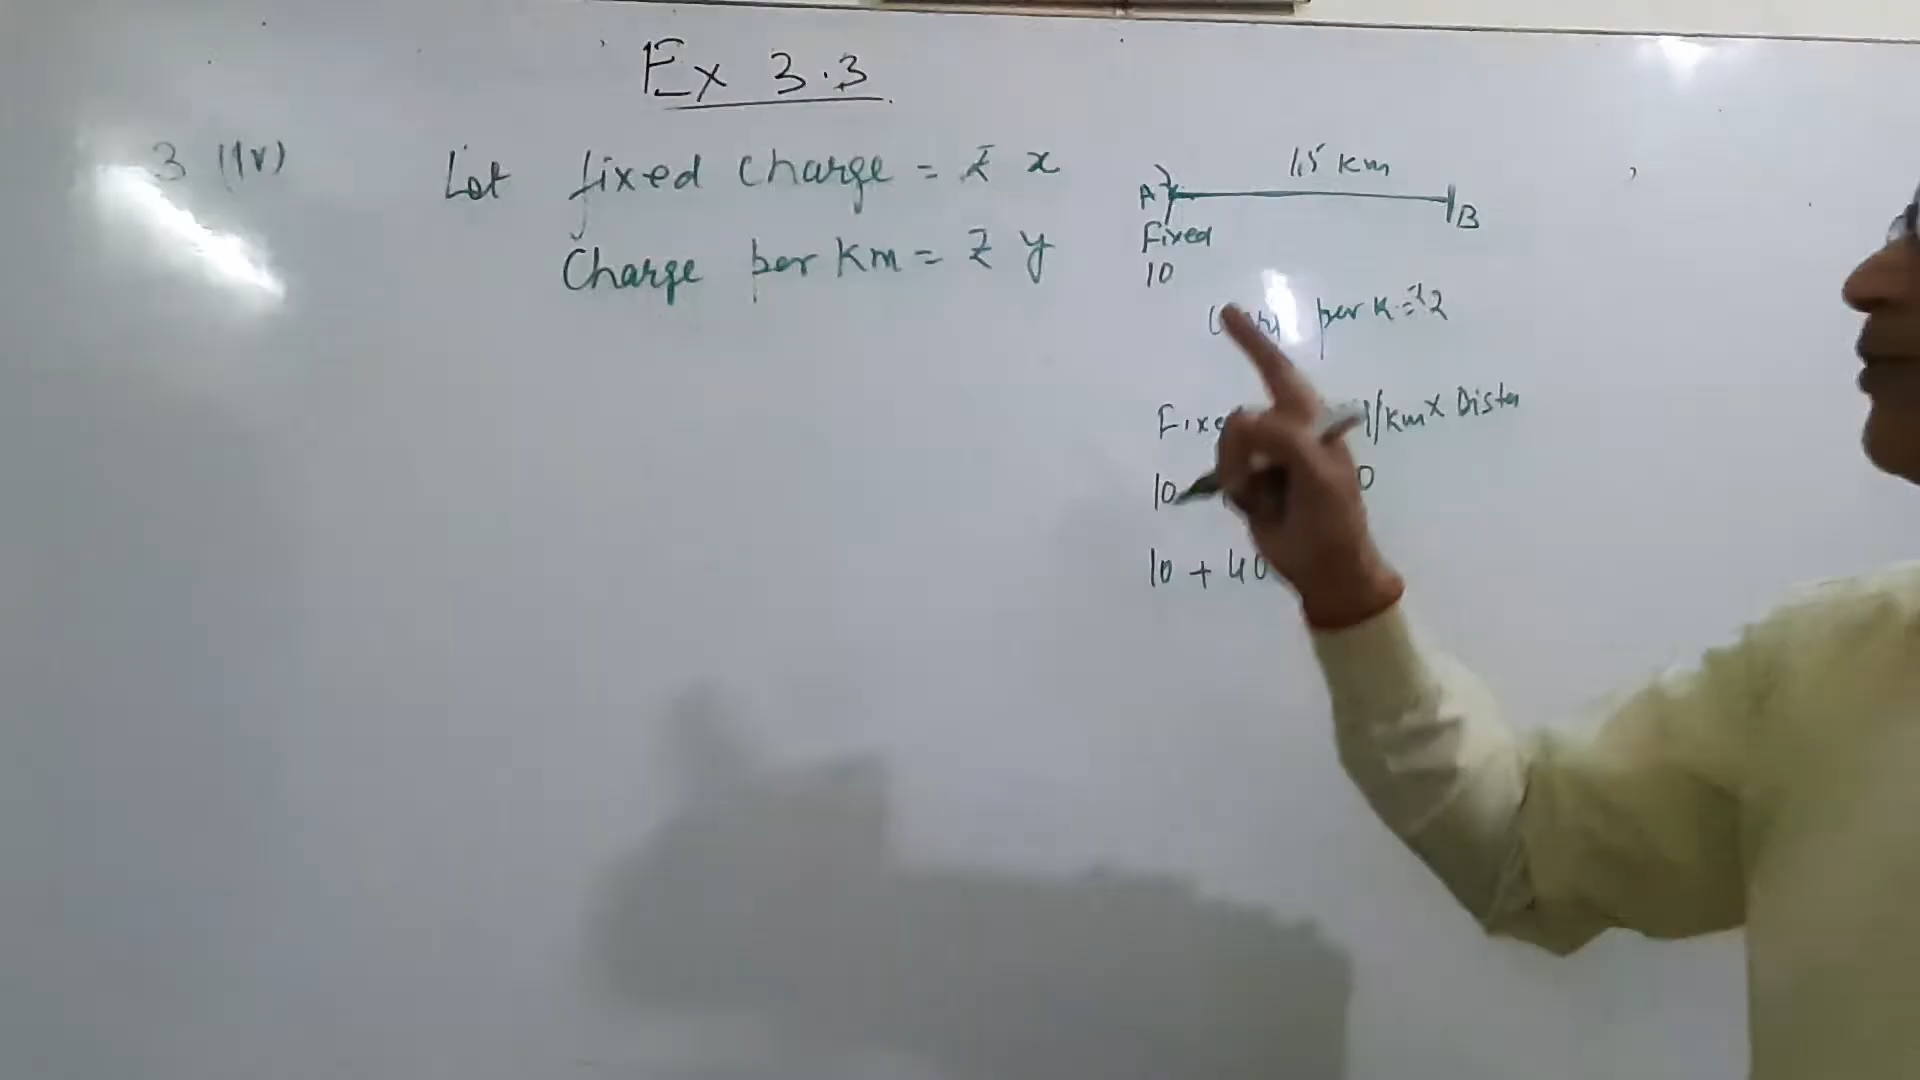 Ex 3.3
3 (iv)
Let fixed charge = ₹ x
Charge per km = ₹ y
15 km
A
B
Fixed
10
per k = ₹2
/km x Dista
10
10 + 40